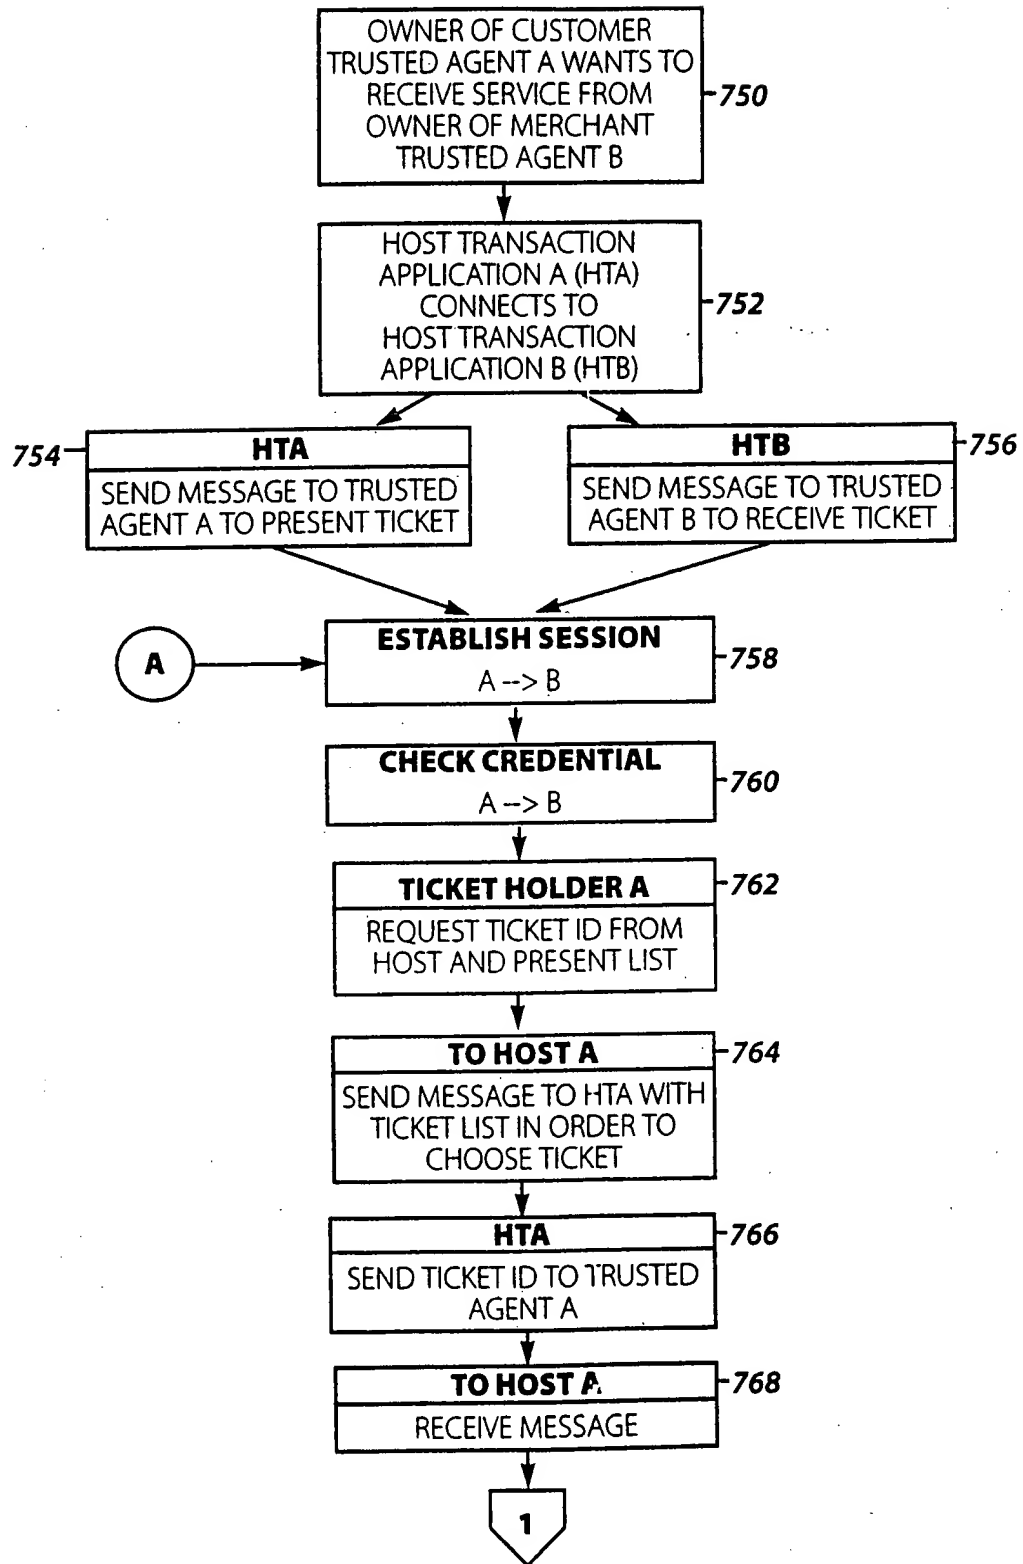 OWNER OF CUSTOMER
TRUSTED AGENT A WANTS TO
RECEIVE SERVICE FROM
OWNER OF MERCHANT
TRUSTED AGENT B
750
HOST TRANSACTION
APPLICATION A (HTA)
CONNECTS TO
HOST TRANSACTION
APPLICATION B (HTB)
752
754
HTA
SEND MESSAGE TO TRUSTED
AGENT A TO PRESENT TICKET
HTB
756
SEND MESSAGE TO TRUSTED
AGENT B TO RECEIVE TICKET
A
ESTABLISH SESSION
A --> B
758
CHECK CREDENTIAL
A --> B
760
TICKET HOLDER A
762
REQUEST TICKET ID FROM
HOST AND PRESENT LIST
TO HOST A
764
SEND MESSAGE TO HTA WITH
TICKET LIST IN ORDER TO
CHOOSE TICKET
HTA
766
SEND TICKET ID TO TRUSTED
AGENT A
TO HOST A
768
RECEIVE MESSAGE
1